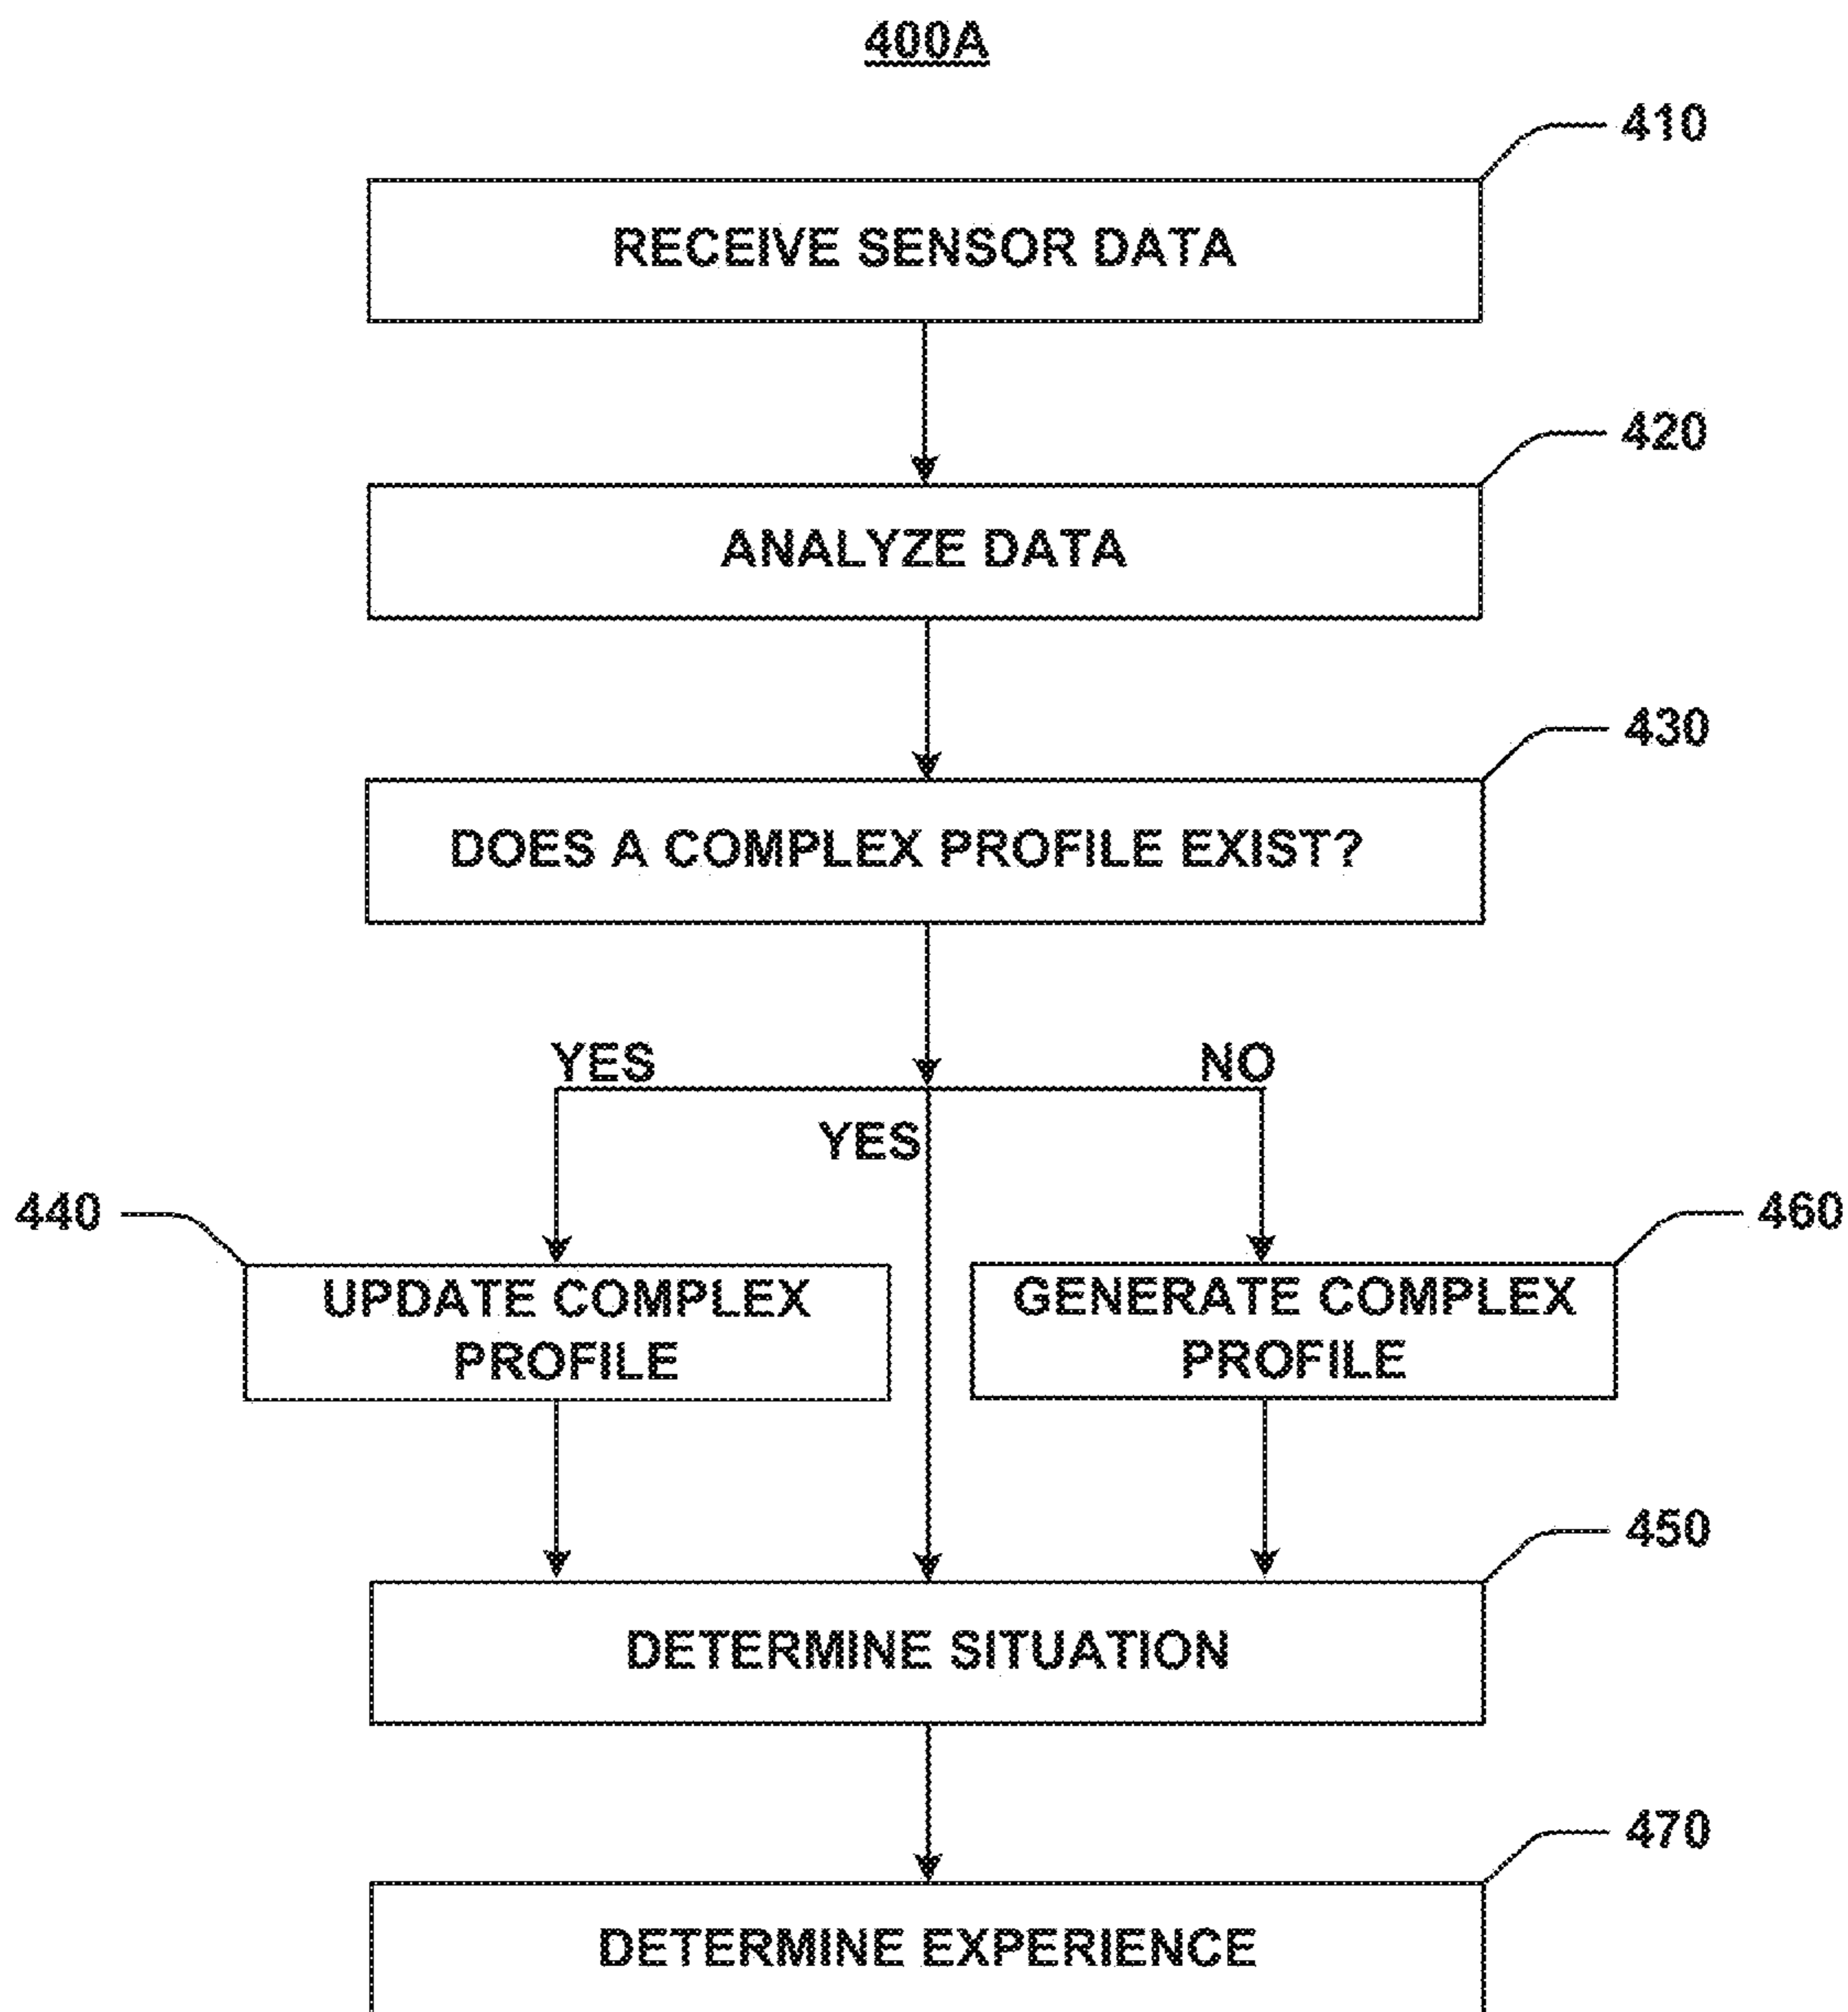 400A
410
RECEIVE SENSOR DATA
420
ANALYZE DATA
430
DOES A COMPLEX PROFILE EXIST?
YES
NO
YES
440
460
UPDATE COMPLEX
PROFILE
GENERATE COMPLEX
PROFILE
450
DETERMINE SITUATION
470
DETERMINE EXPERIENCE